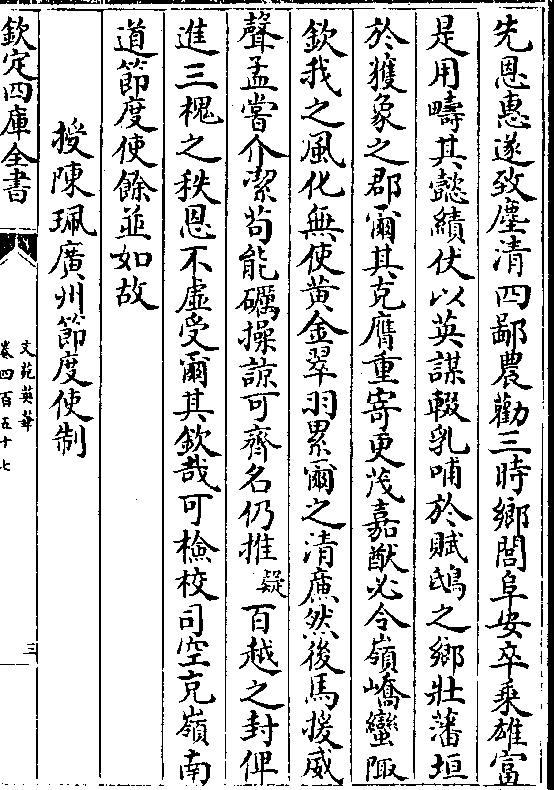 先恩惠遂致塵清四鄙農勸三時鄉閭阜安卒乘雄富
是用疇其懿績伏以英謀輟乳哺於賦鵩之鄉壯藩垣
於獲象之郡爾其克膺重寄更茂嘉猷必令嶺嶠蠻陬
欽我之風化無使黃金翠羽累爾之清廉然後馬援威
聲孟嘗介潔苟能礪操諒可齊名仍推疑百越之封俾
進三槐之秩恩不虛受爾其欽哉可檢校司空充嶺南
道節度使餘並如故
授陳珮廣州節度使制
欽定四庫全書
文苑英華
卷四百五十七
三